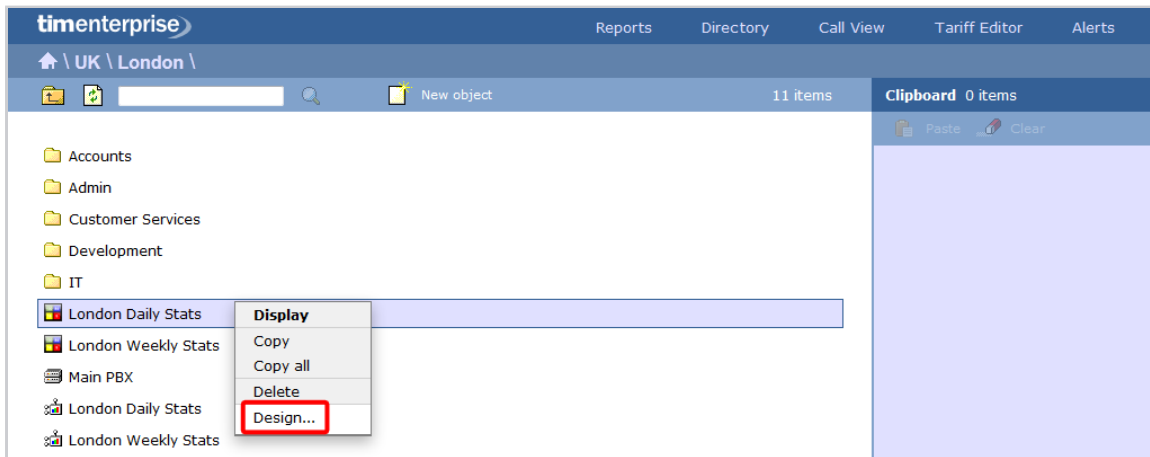 timenterprise
Reports Directory Call View Tariff Editor Alerts
\ UK \ London \
New object 11 items Clipboard 0 items
Paste Clear
Accounts
Admin
Customer Services
Development
IT
London Daily Stats
Display
London Weekly Stats
Copy
Copy all
Main PBX
Delete
London Daily Stats
Design...
London Weekly Stats